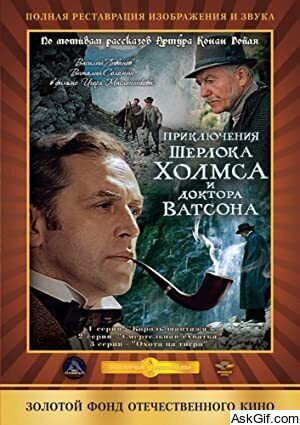 ПОЛНАЯ РЕСТАВРАЦИЯ ИЗОБРАЖЕНИЯ И ЗВУКА
По мотивам рассказов Артура Конан Дойля
Василий Ливанов
Виталий Соломин
в фильме Игоря Масленникова
ПРИКЛЮЧЕНИЯ
ШЕРЛОКА
ХОЛМСА
И ДОКТОРА
ВАТСОНА
1 серия "Король шантажа"
2 серия "Смертельная схватка"
3 серия - "Охота на тигра"
ЗОЛОТОЙ ФОНД ОТЕЧЕСТВЕННОГО КИНО
AskGif.com